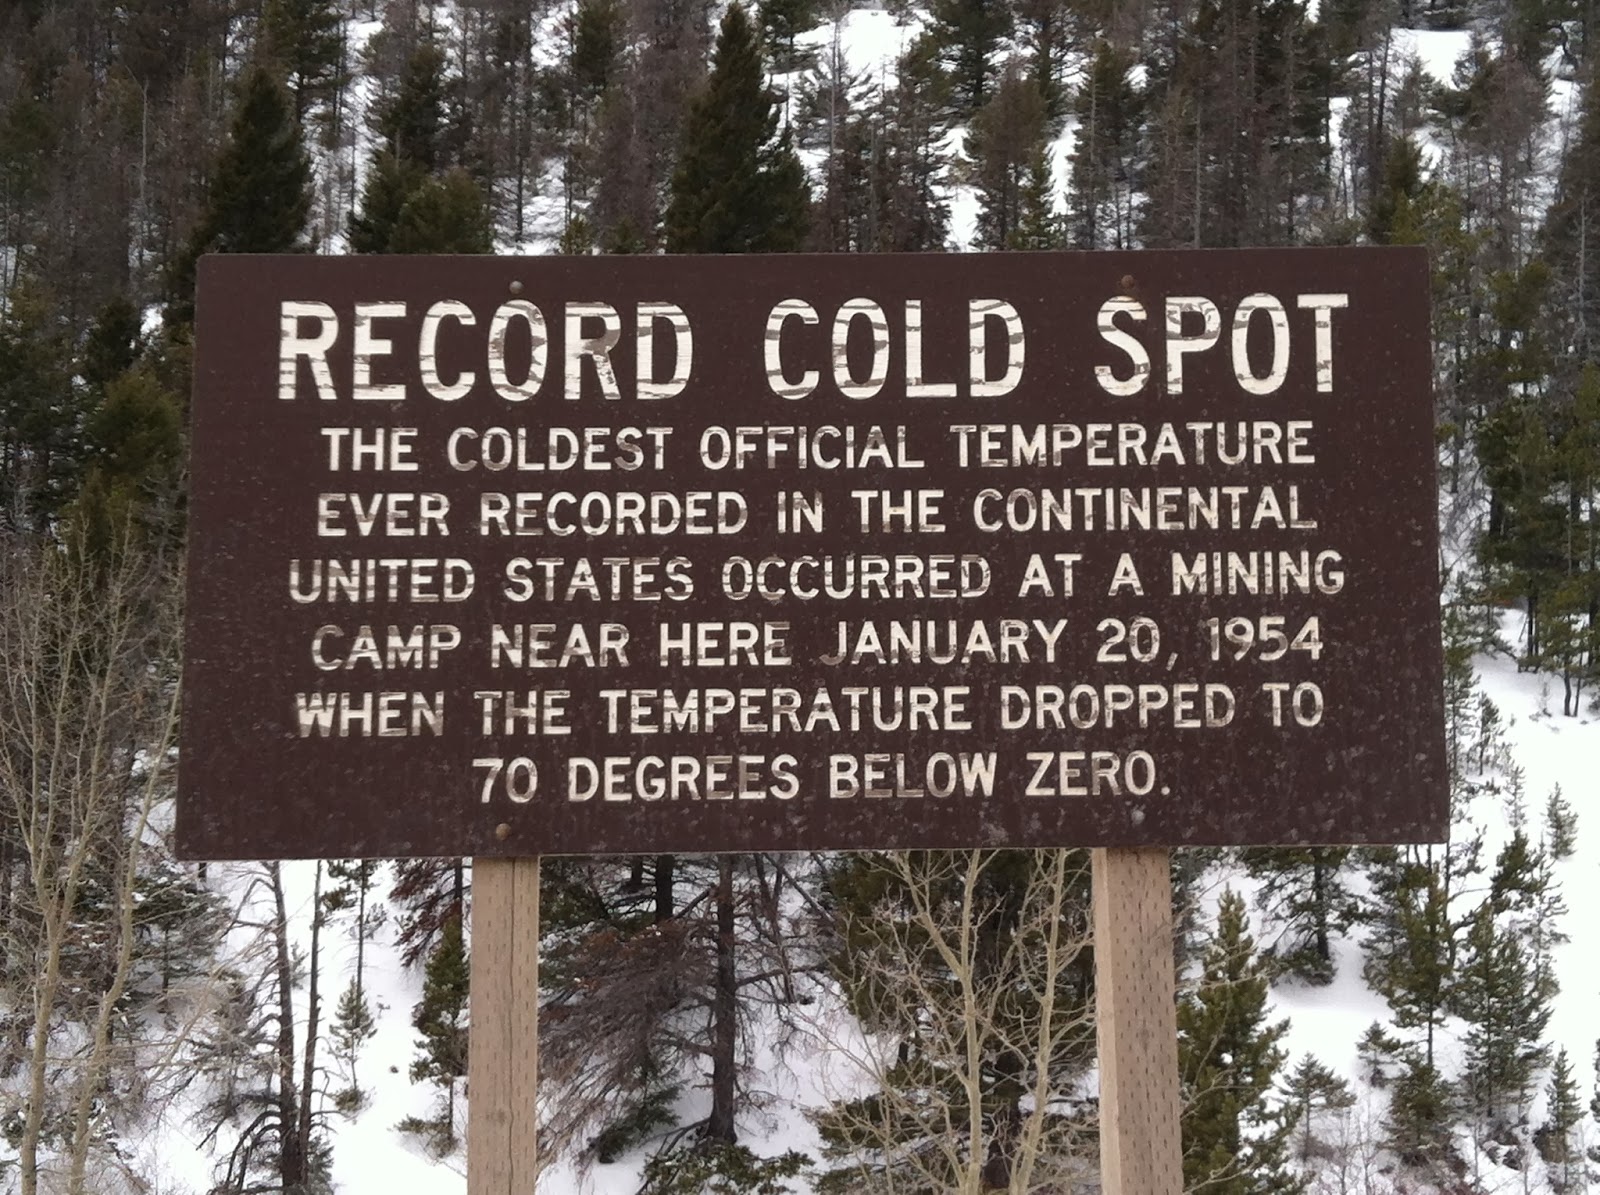 RECORD COLD SPOT
THE COLDEST OFFICIAL TEMPERATURE
EVER RECORDED IN THE CONTINENTAL
UNITED STATES OCCURRED AT A MINING
CAMP NEAR HERE JANUARY 20, 1954
WHEN THE TEMPERATURE DROPPED TO
70 DEGREES BELOW ZERO.